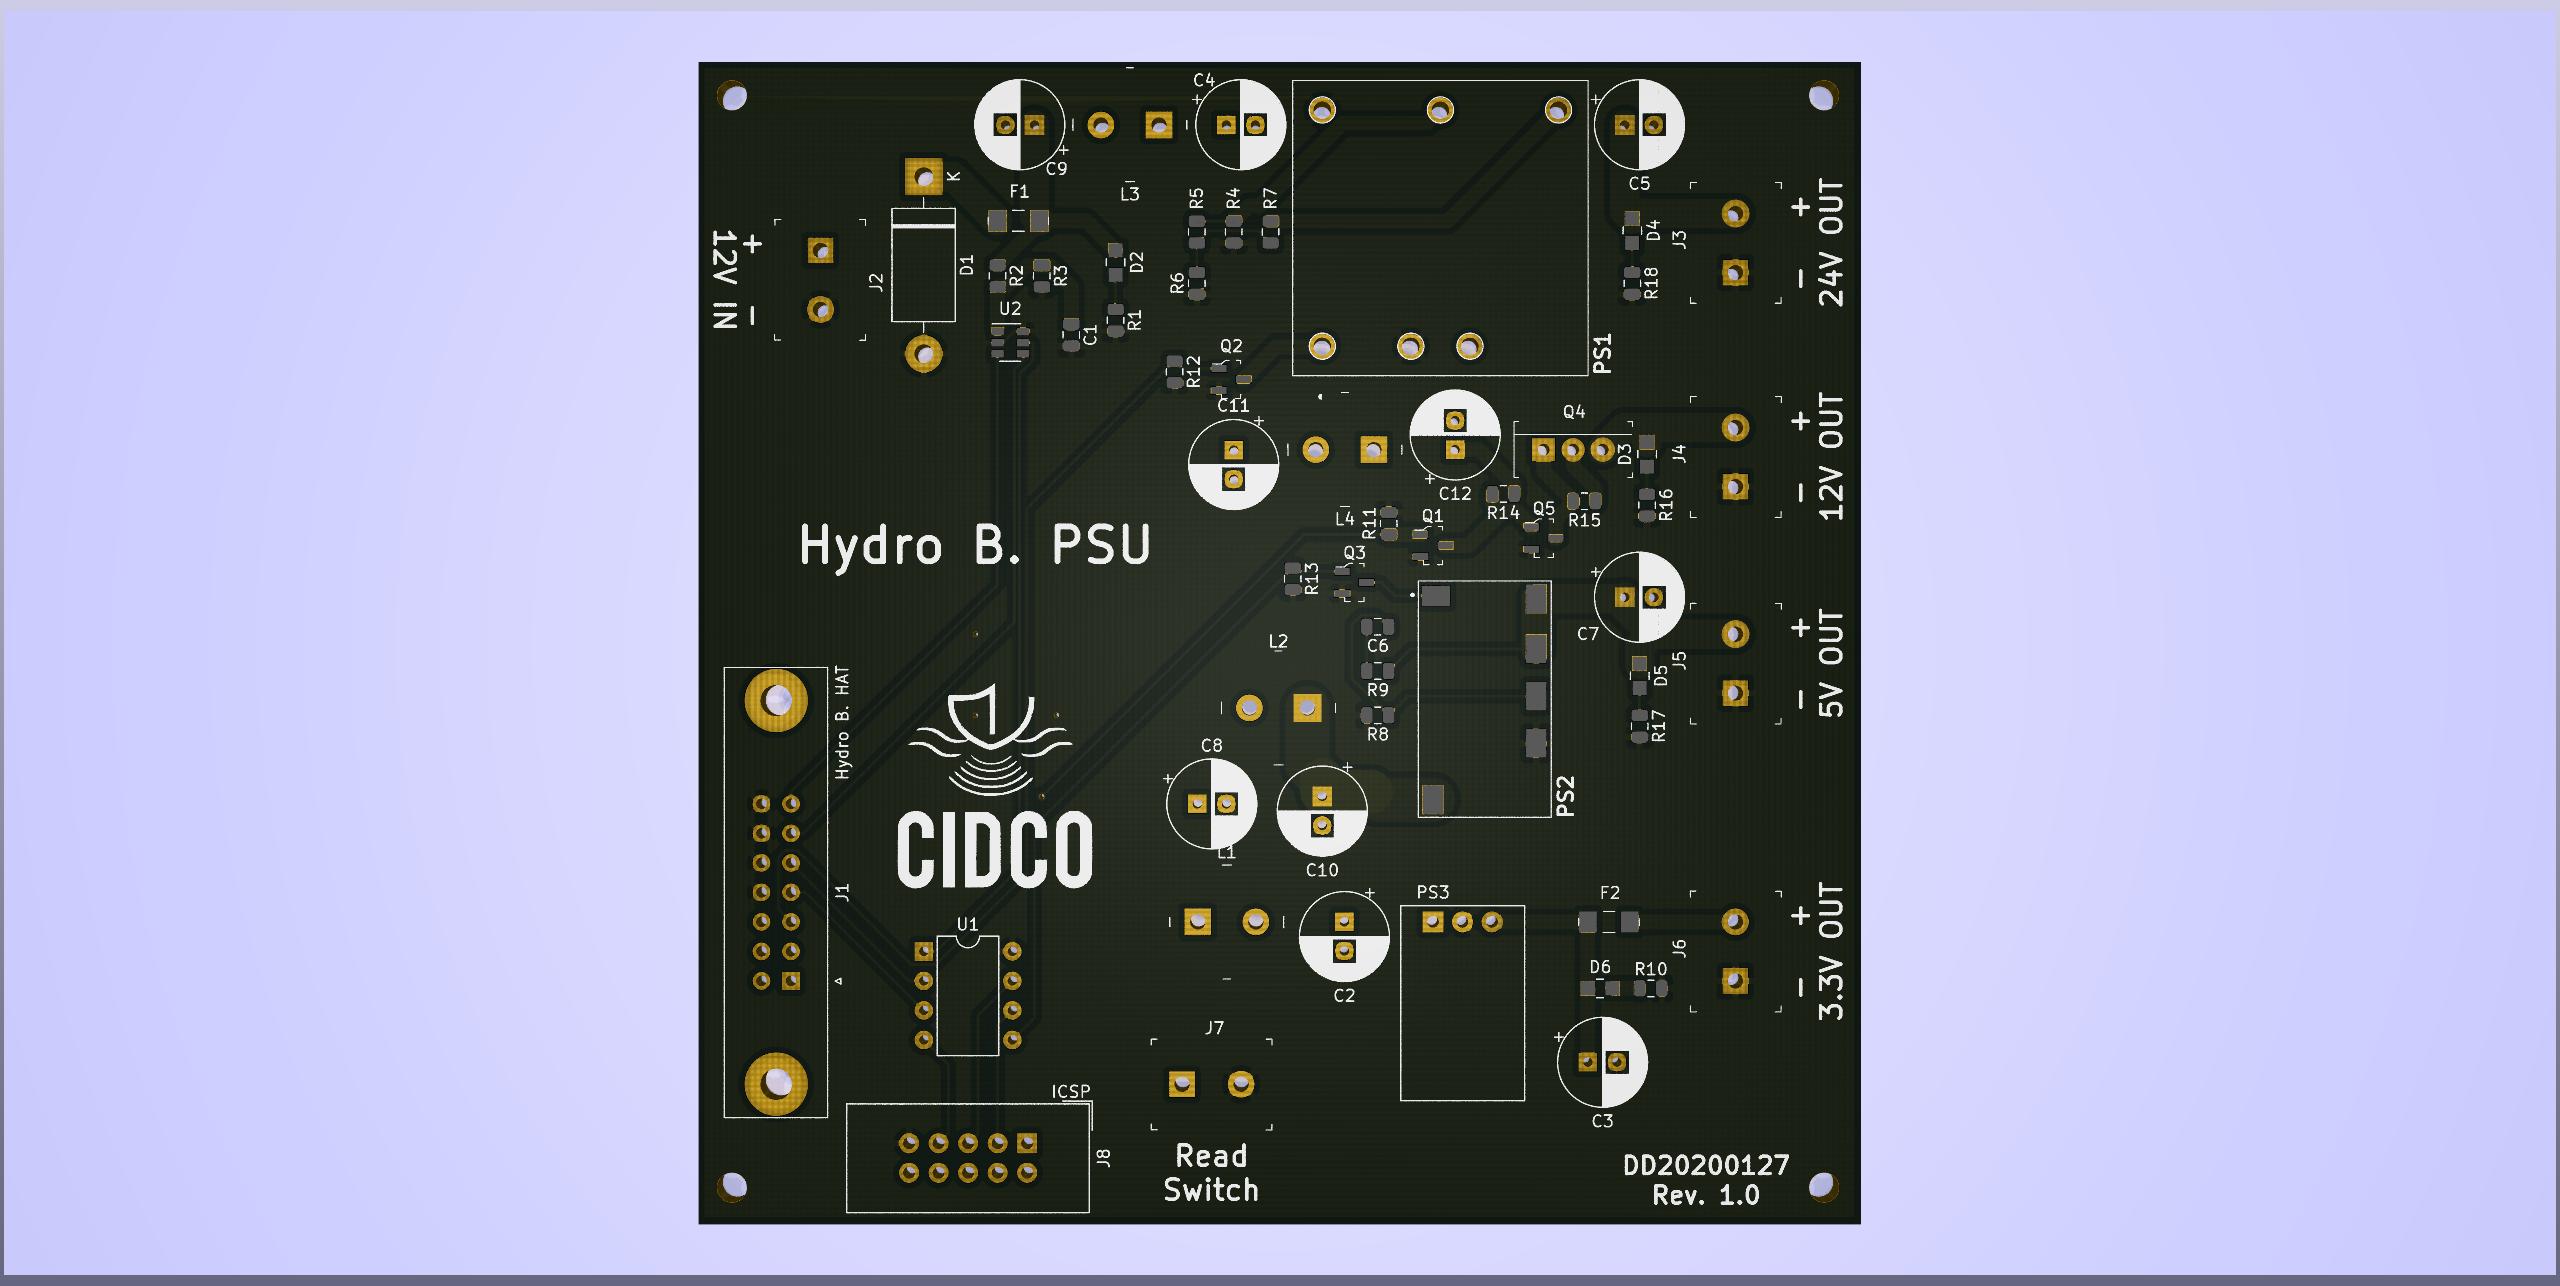 C4
C9
C5
K
F1
L3
R5
R4
R7
+
12V IN
-
J2
D1
R2
R3
D2
R6
U2
C1
R1
D4
J3
R18
+
24V OUT
-
PS1
R12
Q2
C11
C12
Q4
D3
J4
R14
R15
R16
+
12V OUT
-
Hydro B. PSU
L4
R11
Q1
Q5
Q3
R13
L2
C6
R9
R8
C7
D5
J5
R17
+
5V OUT
-
PS2
Hydro B. HAT
J1
CIDCO
C8
L1
C10
U1
C2
PS3
F2
J6
D6
R10
+
3.3V OUT
-
C3
J7
ICSP
J8
Read
Switch
DD20200127
Rev. 1.0